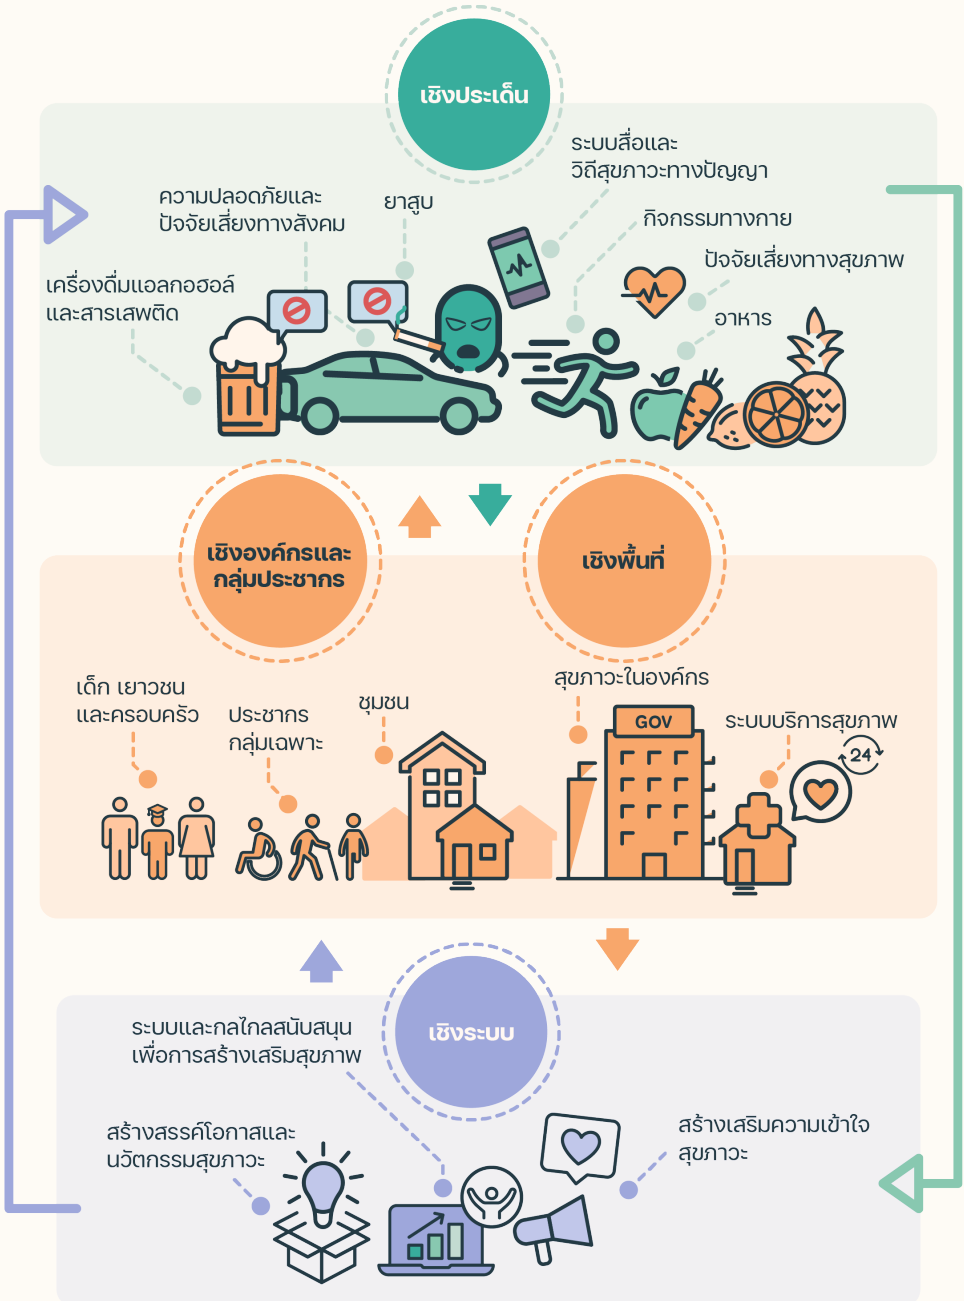 เชิงประเด็น
ระบบสื่อและ
วิถีสุขภาวะทางปัญญา
ความปลอดภัยและ
ปัจจัยเสี่ยงทางสังคม
ยาสูบ
กิจกรรมทางกาย
ปัจจัยเสี่ยงทางสุขภาพ
เครื่องดื่มแอลกอฮอล์
และสารเสพติด
อาหาร
เชิงองค์กรและ
กลุ่มประชากร
เชิงพื้นที่
เด็ก เยาวชน
และครอบครัว
ประชากร
กลุ่มเฉพาะ
ชุมชน
สุขภาวะในองค์กร
ระบบบริการสุขภาพ
GOV
24
เชิงระบบ
ระบบและกลไกลสนับสนุน
เพื่อการสร้างเสริมสุขภาพ
สร้างสรรค์โอกาสและ
นวัตกรรมสุขภาวะ
สร้างเสริมความเข้าใจ
สุขภาวะ